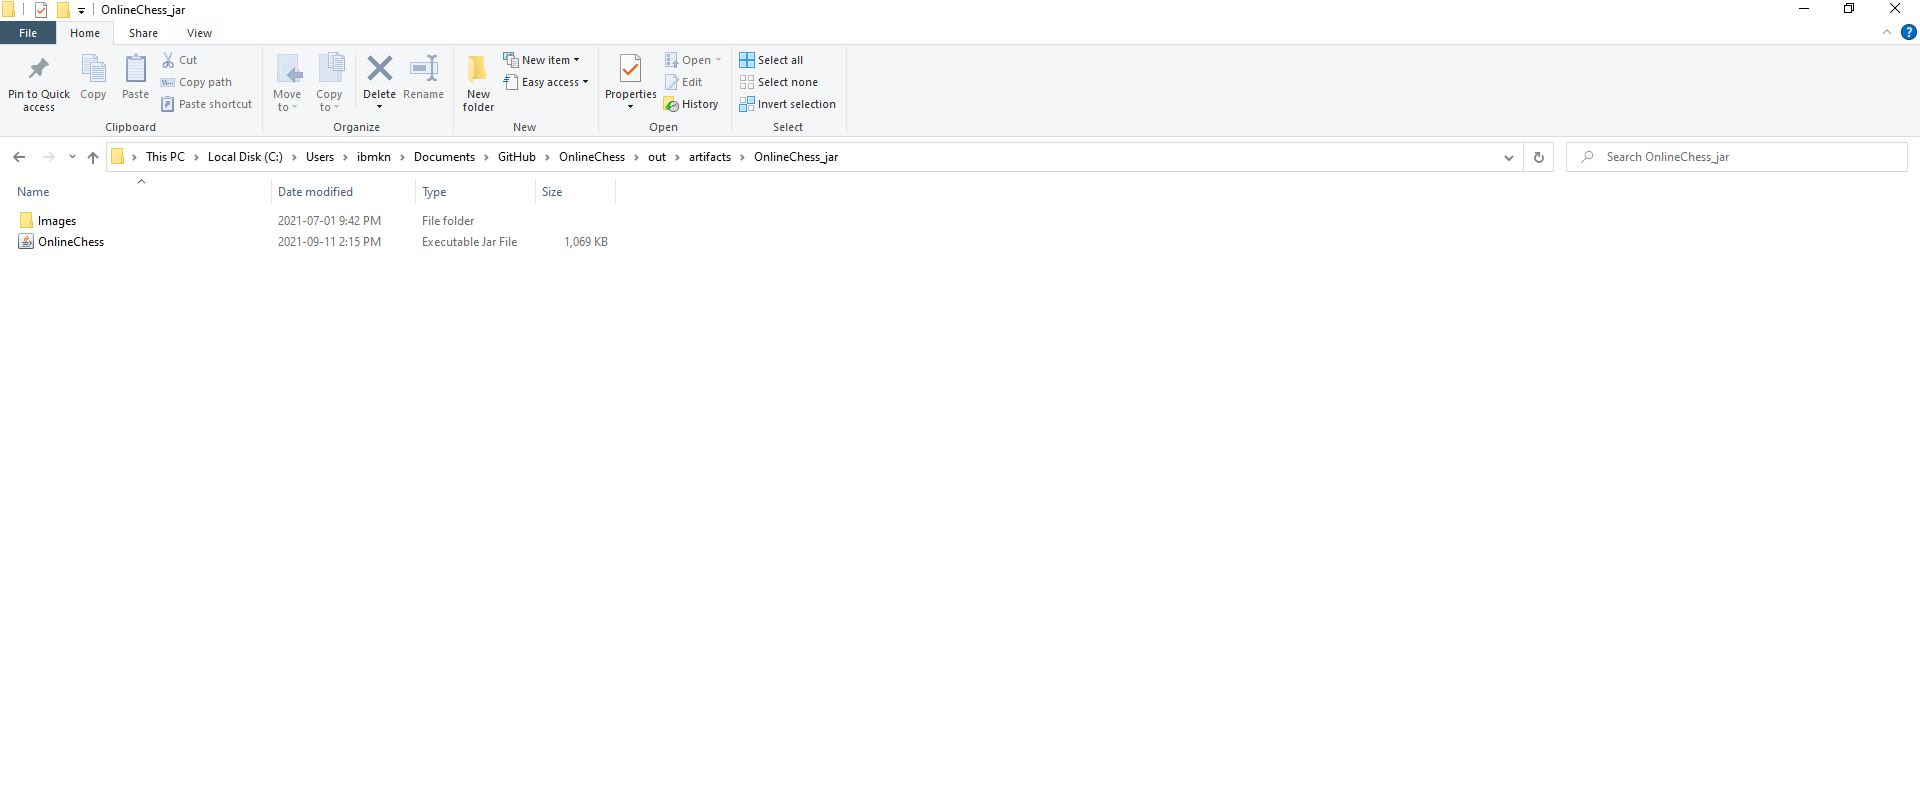 OnlineChess_jar
File Home Share View
Pin to Quick access
Copy
Paste
Cut
Copy path
Paste shortcut
Clipboard
Move to
Copy to
Delete
Rename
Organize
New folder
New item
Easy access
New
Properties
Open
Edit
History
Open
Select all
Select none
Invert selection
Select
This PC > Local Disk (C:) > Users > ibmkn > Documents > GitHub > OnlineChess > out > artifacts > OnlineChess_jar
Search OnlineChess_jar
Name Date modified Type Size
Images 2021-07-01 9:42 PM File folder
OnlineChess 2021-09-11 2:15 PM Executable Jar File 1,069 KB